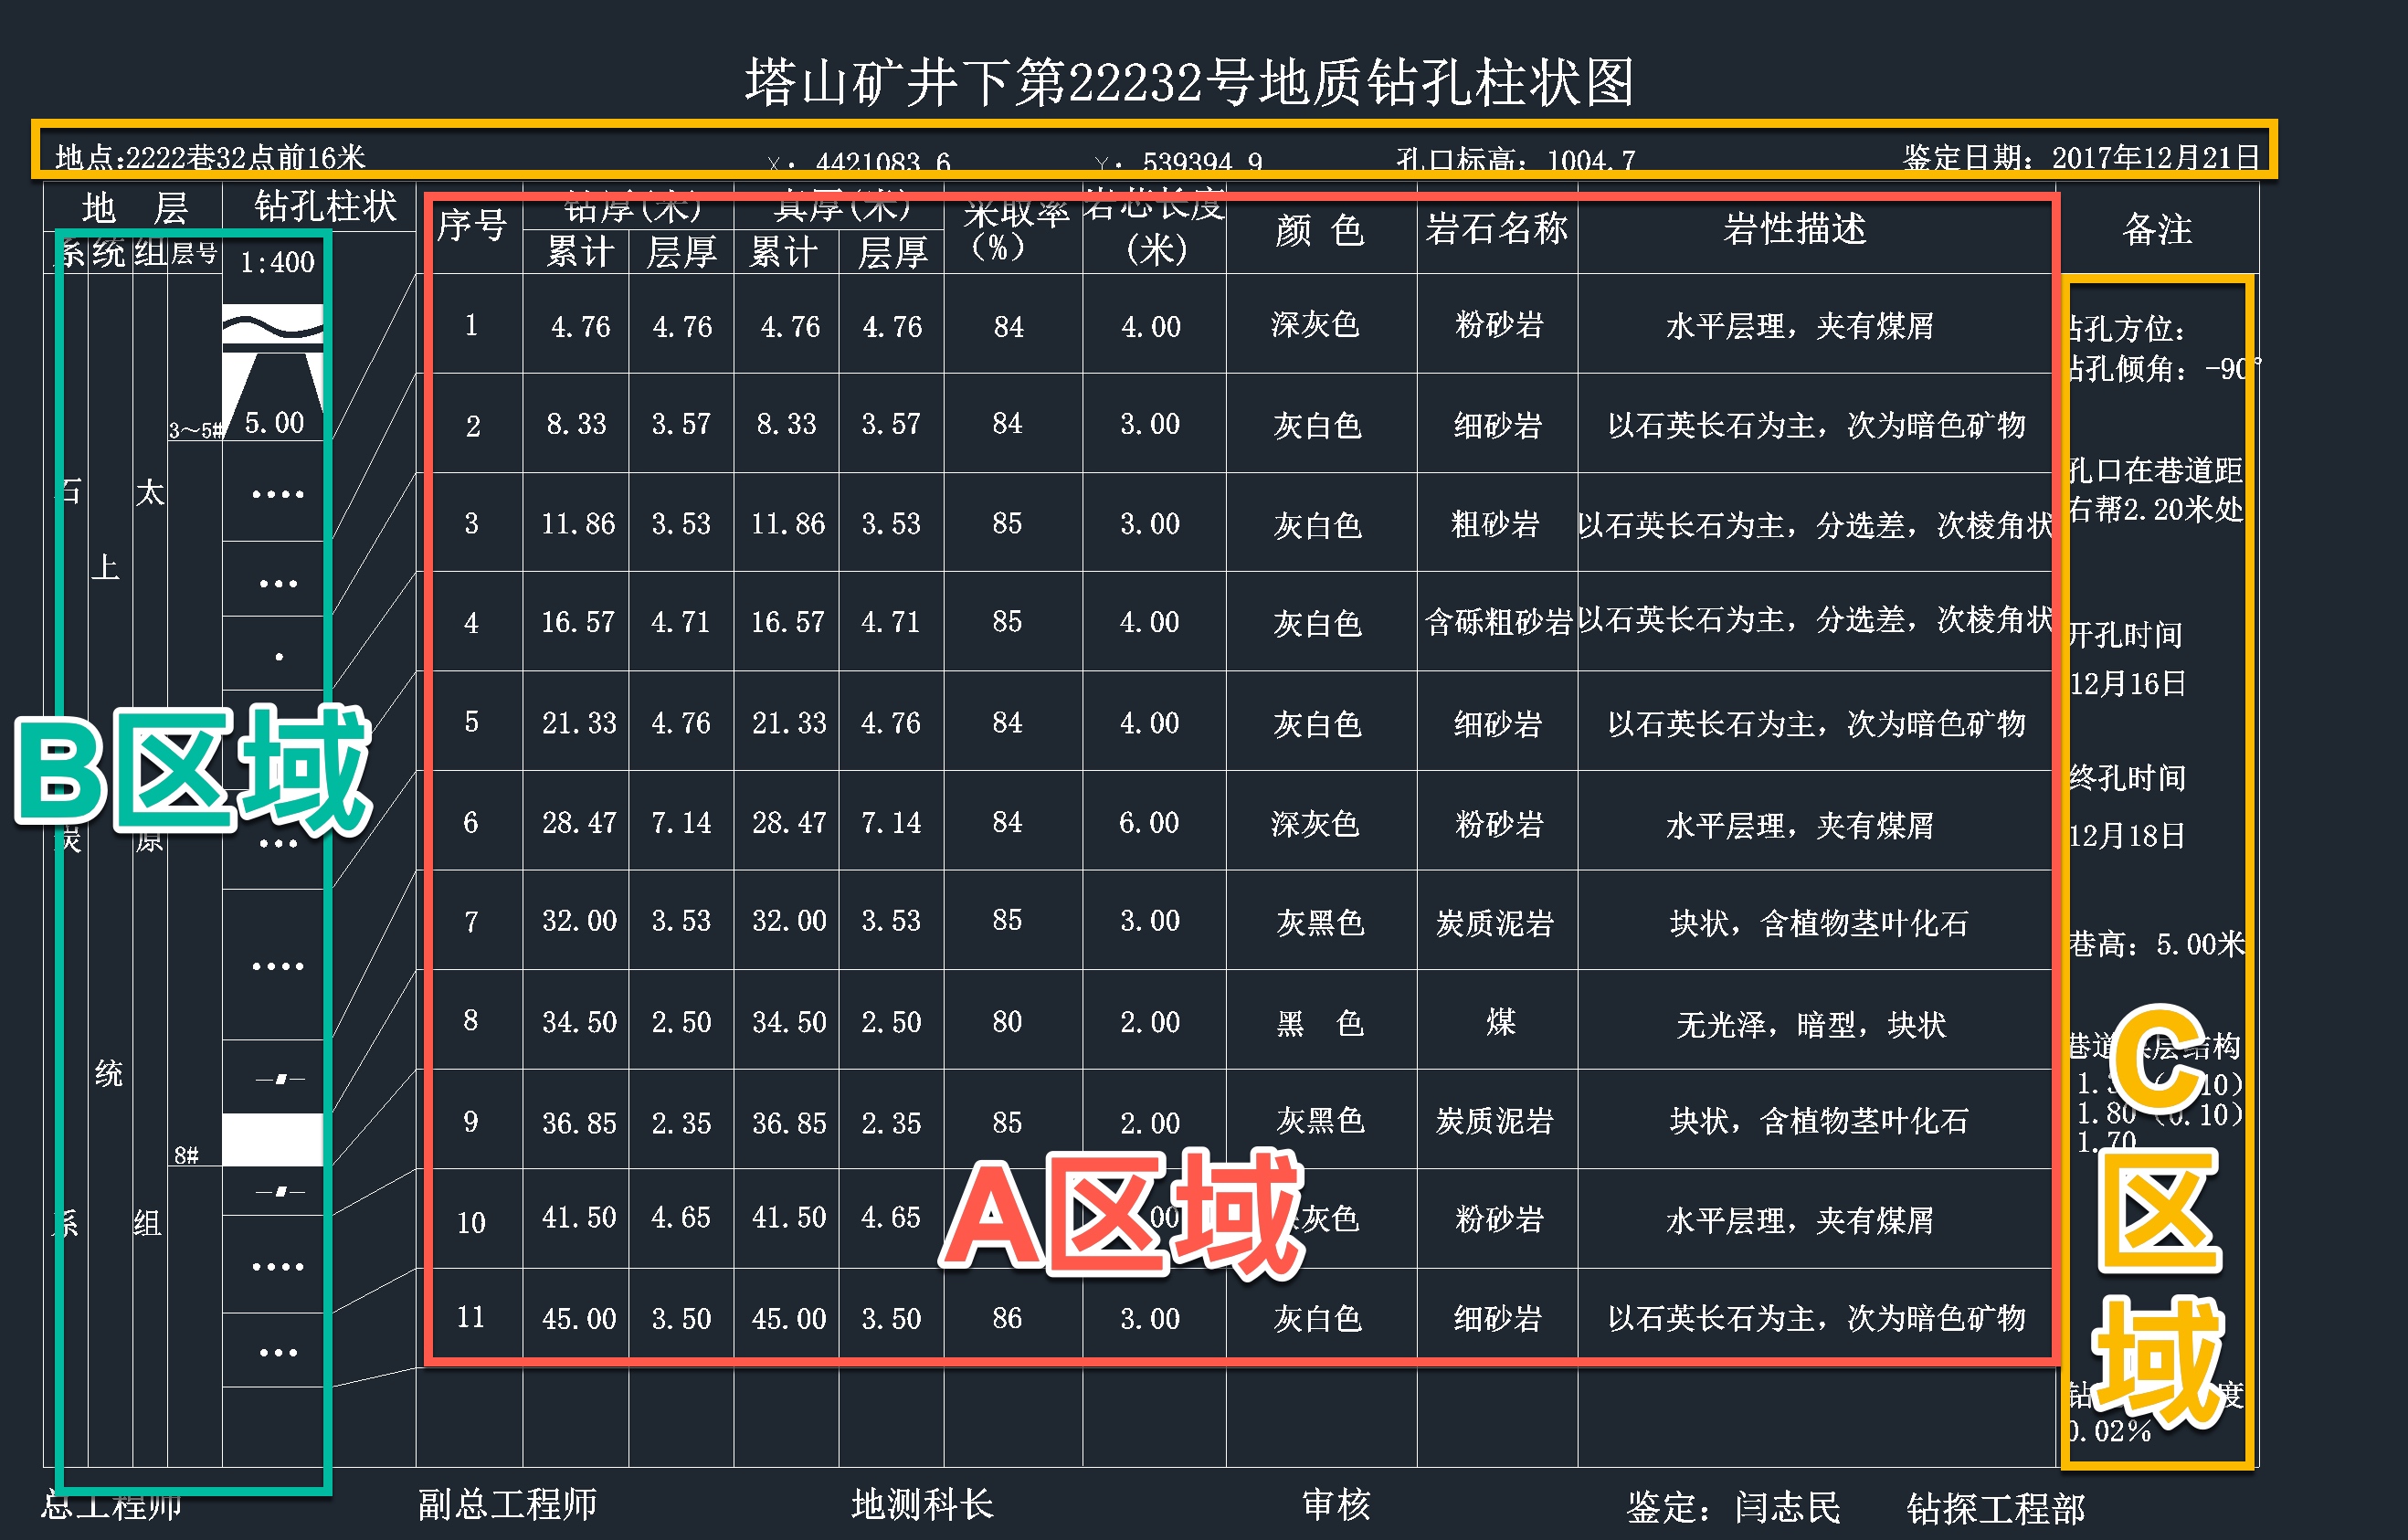 塔山矿井下第22232号地质钻孔柱状图
地点:2222巷32点前16米 X: 4421083.6 Y: 539394.9 孔口标高: 1004.7 鉴定日期: 2017年12月21日
地 层 钻孔柱状 序号 钻厚(米) 真厚(米) 采取率(%) 岩芯长度(米) 颜 色 岩石名称 岩性描述 备注
系 统 组 层号 1:400 累计 层厚 累计 层厚
1 4.76 4.76 4.76 4.76 84 4.00 深灰色 粉砂岩 水平层理，夹有煤屑
2 8.33 3.57 8.33 3.57 84 3.00 灰白色 细砂岩 以石英长石为主，次为暗色矿物
3 11.86 3.53 11.86 3.53 85 3.00 灰白色 粗砂岩 以石英长石为主，分选差，次棱角状
4 16.57 4.71 16.57 4.71 85 4.00 灰白色 含砾粗砂岩 以石英长石为主，分选差，次棱角状
5 21.33 4.76 21.33 4.76 84 4.00 灰白色 细砂岩 以石英长石为主，次为暗色矿物
6 28.47 7.14 28.47 7.14 84 6.00 深灰色 粉砂岩 水平层理，夹有煤屑
7 32.00 3.53 32.00 3.53 85 3.00 灰黑色 炭质泥岩 块状，含植物茎叶化石
8 34.50 2.50 34.50 2.50 80 2.00 黑 色 煤 无光泽，暗型，块状
9 36.85 2.35 36.85 2.35 85 2.00 灰黑色 炭质泥岩 块状，含植物茎叶化石
10 41.50 4.65 41.50 4.65 灰色 粉砂岩 水平层理，夹有煤屑
11 45.00 3.50 45.00 3.50 86 3.00 灰白色 细砂岩 以石英长石为主，次为暗色矿物
3～5# 5.00
8#
石 炭 系
上 统
太 原 组
钻孔方位:
钻孔倾角: -90°
孔口在巷道距
右帮2.20米处
开孔时间
12月16日
终孔时间
12月18日
巷高: 5.00米
巷道 层结构
1.80 (0.10)
1.70
0.02%
A区域
B区域
C区域
总工程师 副总工程师 地测科长 审核 鉴定: 闫志民 钻探工程部